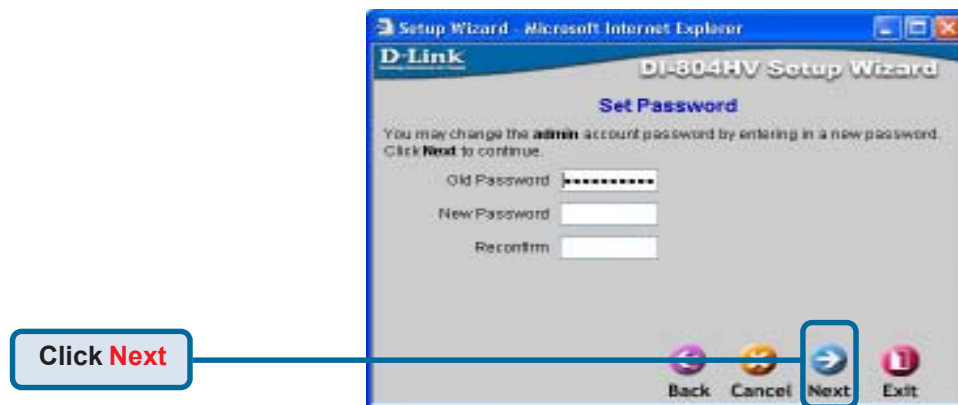 Setup Wizard - Microsoft Internet Explorer
D-Link
DI-804HV Setup Wizard
Set Password
You may change the admin account password by entering in a new password.
Click Next to continue.
Old Password
New Password
Reconfirm
Click Next
Back Cancel Next Exit